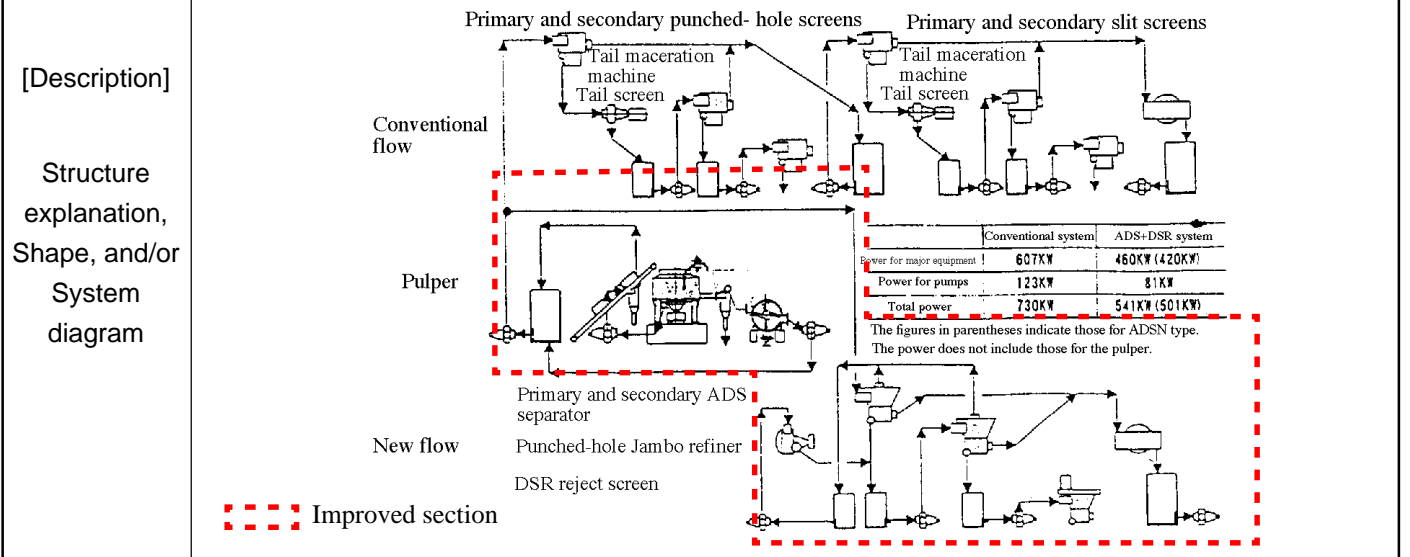 [Description]
Structure
explanation,
Shape, and/or
System
diagram
Primary and secondary punched- hole screens
Primary and secondary slit screens
Tail maceration
machine
Tail screen
Tail maceration
machine
Tail screen
Conventional
flow
Pulper
Conventional system ADS+DSR system
Power for major equipment 607KW 460KW (420KW)
Power for pumps 123KW 81KW
Total power 730KW 541KW (501KW)
The figures in parentheses indicate those for ADSN type.
The power does not include those for the pulper.
Primary and secondary ADS
separator
New flow
Punched-hole Jambo refiner
DSR reject screen
Improved section